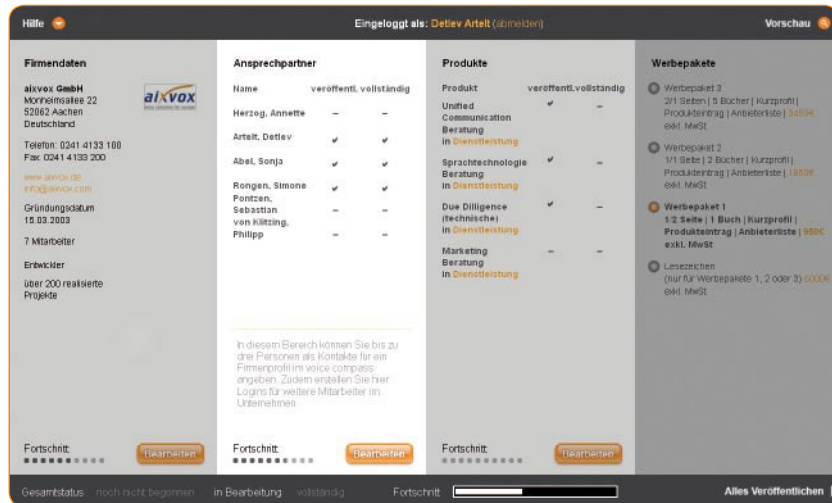 Hilfe
Eingeloggt als: Detlev Artelt (abmelden)
Vorschau
Firmendaten
aixvox GmbH
Monheimsallee 22
52062 Aachen
Deutschland
aixvox
Telefon: 0241 4133 100
Fax: 0241 4133 200
www.aixvox.de
info@aixvox.com
Gründungsdatum
15.03.2003
7 Mitarbeiter
Entwickler
über 200 realisierte
Projekte
Fortschritt:
Bearbeiten
Ansprechpartner
Name veröffentl. vollständig
Herzog, Annette – –
Artelt, Detlev ✔ ✔
Abel, Sonja ✔ ✔
Rongen, Simone ✔ ✔
Pontzen, – –
Sebastian
von Klitzing, – –
Philipp
In diesem Bereich können Sie bis zu
drei Personen als Kontakte für ein
Firmenprofil im voice compass
angeben. Zudem erstellen Sie hier
Logins für weitere Mitarbeiter im
Unternehmen
Fortschritt:
Bearbeiten
Produkte
Produkt veröffentl. vollständig
Unified ✔ –
Communication
Beratung
in Dienstleistung
Sprachtechnologie ✔ –
Beratung
in Dienstleistung
Due Dilligence ✔ –
(technische)
in Dienstleistung
Marketing – –
Beratung
in Dienstleistung
Fortschritt:
Bearbeiten
Werbepakete
Werbepaket 3
2/1 Seiten | 5 Bücher | Kurzprofil |
Produkteintrag | Anbieterliste |
exkl. MwSt
Werbepaket 2
1/1 Seite | 2 Bücher | Kurzprofil |
Produkteintrag | Anbieterliste |
exkl. MwSt
Werbepaket 1
1/2 Seite | 1 Buch | Kurzprofil |
Produkteintrag | Anbieterliste |
exkl. MwSt
Lesezeichen
(nur für Werbepakete 1, 2 oder 3)
exkl. MwSt
Gesamtstatus noch nicht begonnen in Bearbeitung vollständig Fortschritt Alles Veröffentlichen